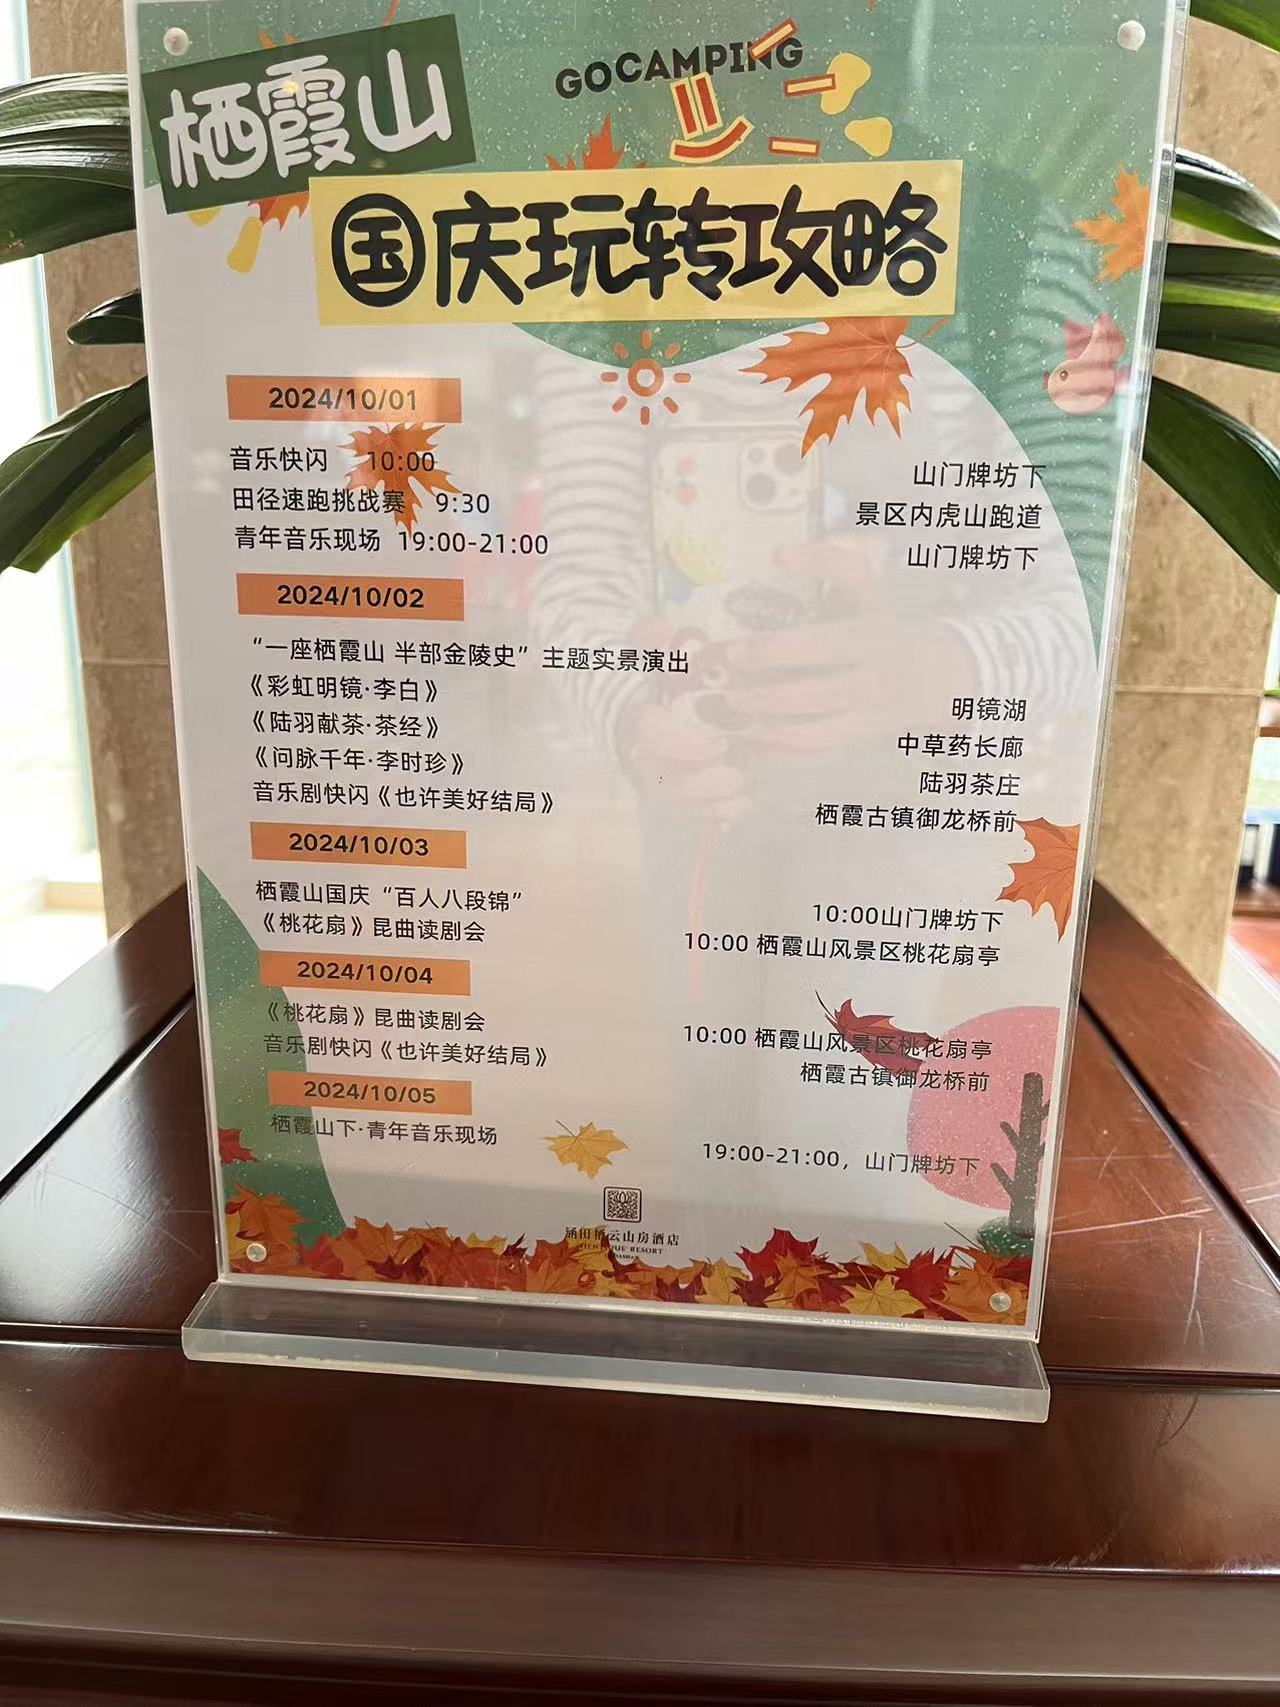 栖霞山
GOCAMPING
国庆玩转攻略
2024/10/01
音乐快闪 10:00 山门牌坊下
田径速跑挑战赛 9:30 景区内虎山跑道
青年音乐现场 19:00-21:00 山门牌坊下
2024/10/02
“一座栖霞山 半部金陵史”主题实景演出
《彩虹明镜·李白》 明镜湖
《陆羽献茶·茶经》 中草药长廊
《问脉千年·李时珍》 陆羽茶庄
音乐剧快闪《也许美好结局》 栖霞古镇御龙桥前
2024/10/03
栖霞山国庆“百人八段锦” 10:00山门牌坊下
《桃花扇》昆曲读剧会 10:00 栖霞山风景区桃花扇亭
2024/10/04
《桃花扇》昆曲读剧会 10:00 栖霞山风景区桃花扇亭
音乐剧快闪《也许美好结局》 栖霞古镇御龙桥前
2024/10/05
栖霞山下·青年音乐现场 19:00-21:00，山门牌坊下
涵田栖云山房酒店
RESORT